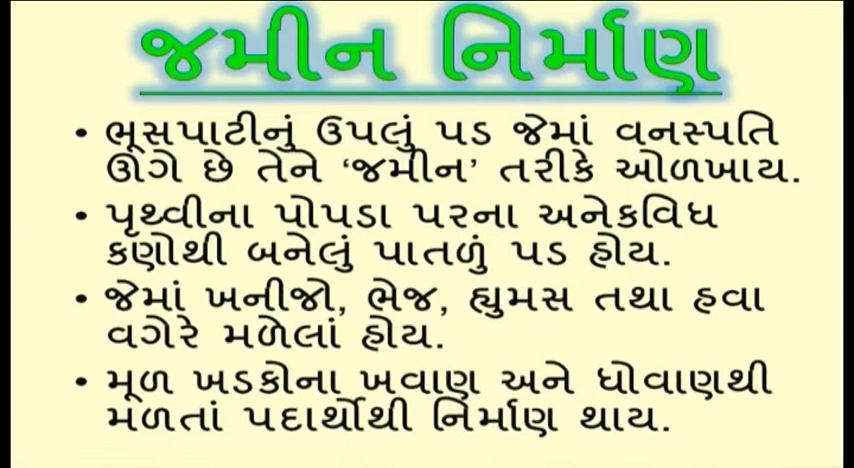 જમીન નિર્માણ
• ભૂસપાટીનું ઉપલું પડ જેમાં વનસ્પતિ
ઊગે છે તેને ‘જમીન’ તરીકે ઓળખાય.
• પૃથ્વીના પોપડા પરના અનેકવિધ
કણોથી બનેલું પાતળું પડ હોય.
• જેમાં ખનીજો, ભેજ, હ્યુમસ તથા હવા
વગેરે મળેલાં હોય.
• મૂળ ખડકોના ખવાણ અને ધોવાણથી
મળતાં પદાર્થોથી નિર્માણ થાય.